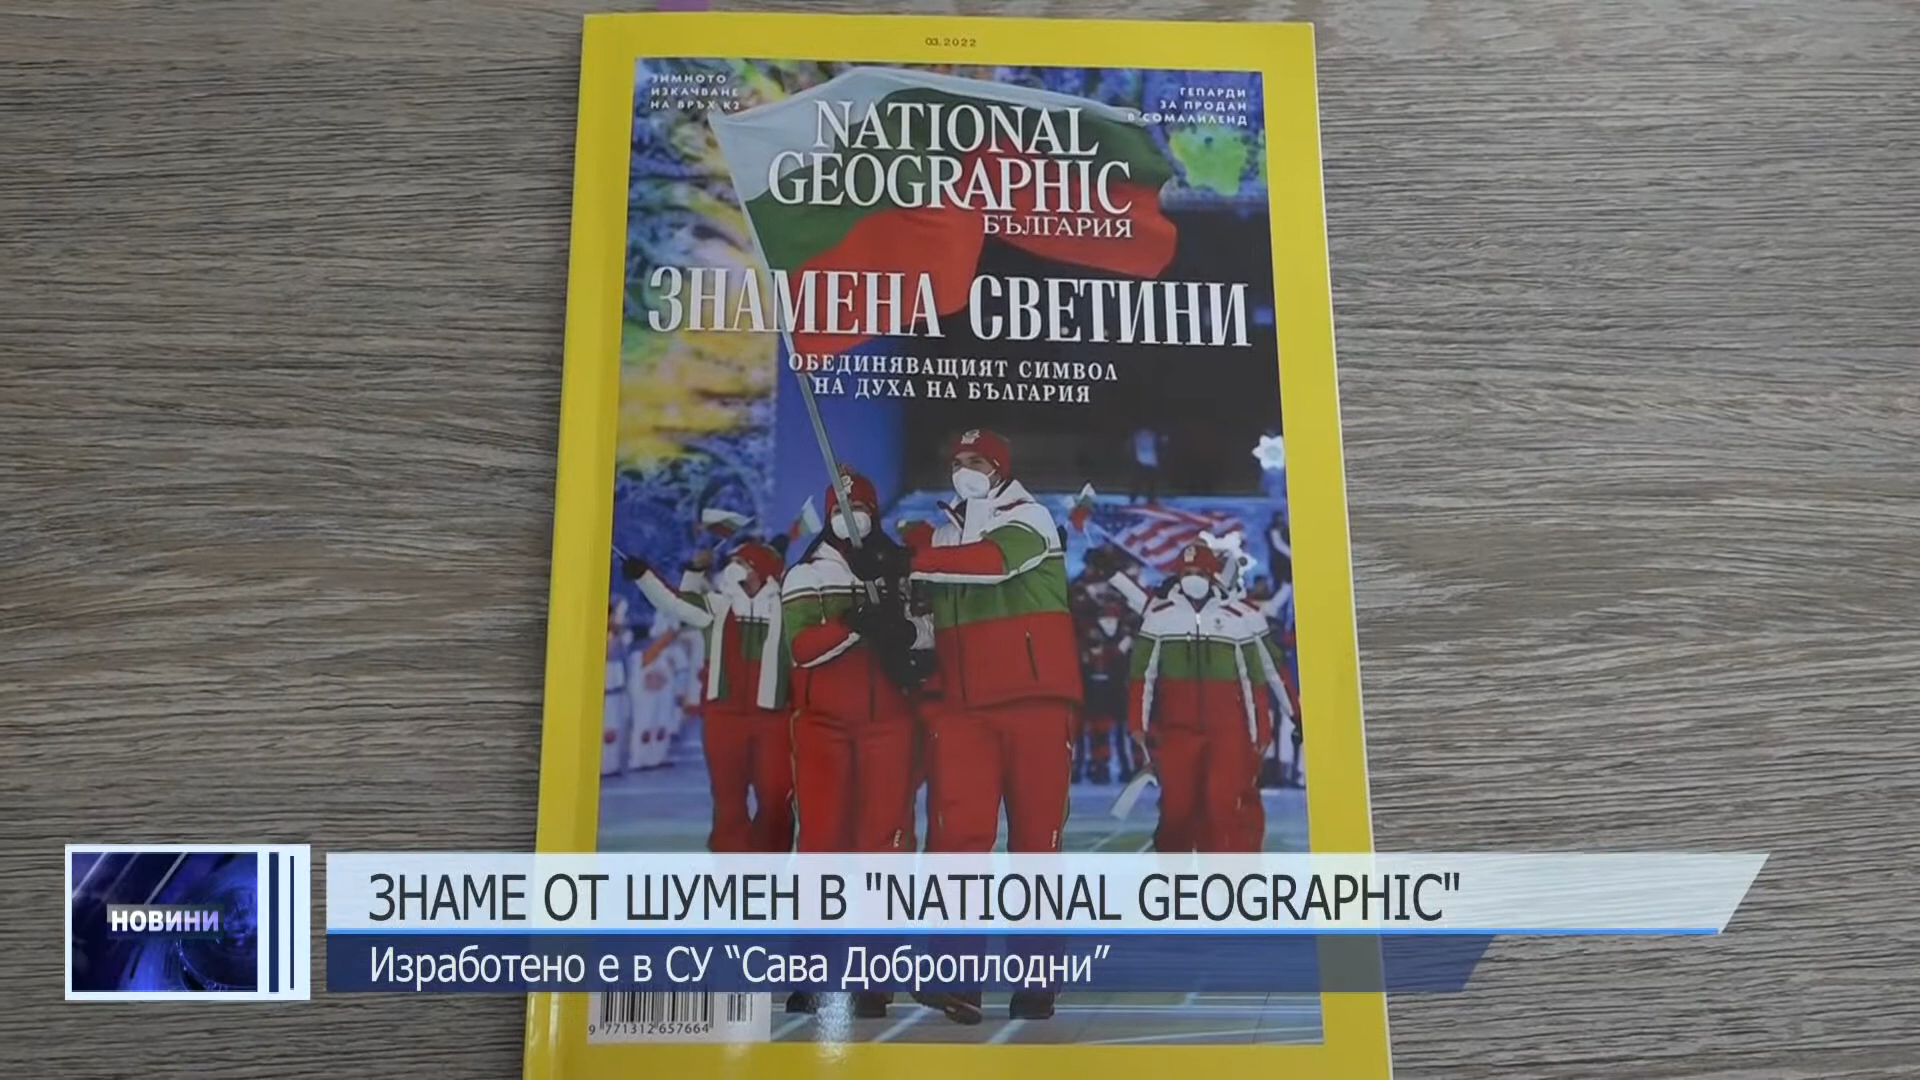 03.2022
ЗИМНОТО
ИЗКАЧВАНЕ
НА ВРЪХ К2
ГЕПАРДИ
ЗА ПРОДАН
В СОМАЛИЛЕНД
NATIONAL
GEOGRAPHIC
БЪЛГАРИЯ
ЗНАМЕНА СВЕТИНИ
ОБЕДИНЯВАЩИЯТ СИМВОЛ
НА ДУХА НА БЪЛГАРИЯ
НОВИНИ
ЗНАМЕ ОТ ШУМЕН В "NATIONAL GEOGRAPHIC"
Изработено е в СУ “Сава Доброплодни”
9 771312 657664